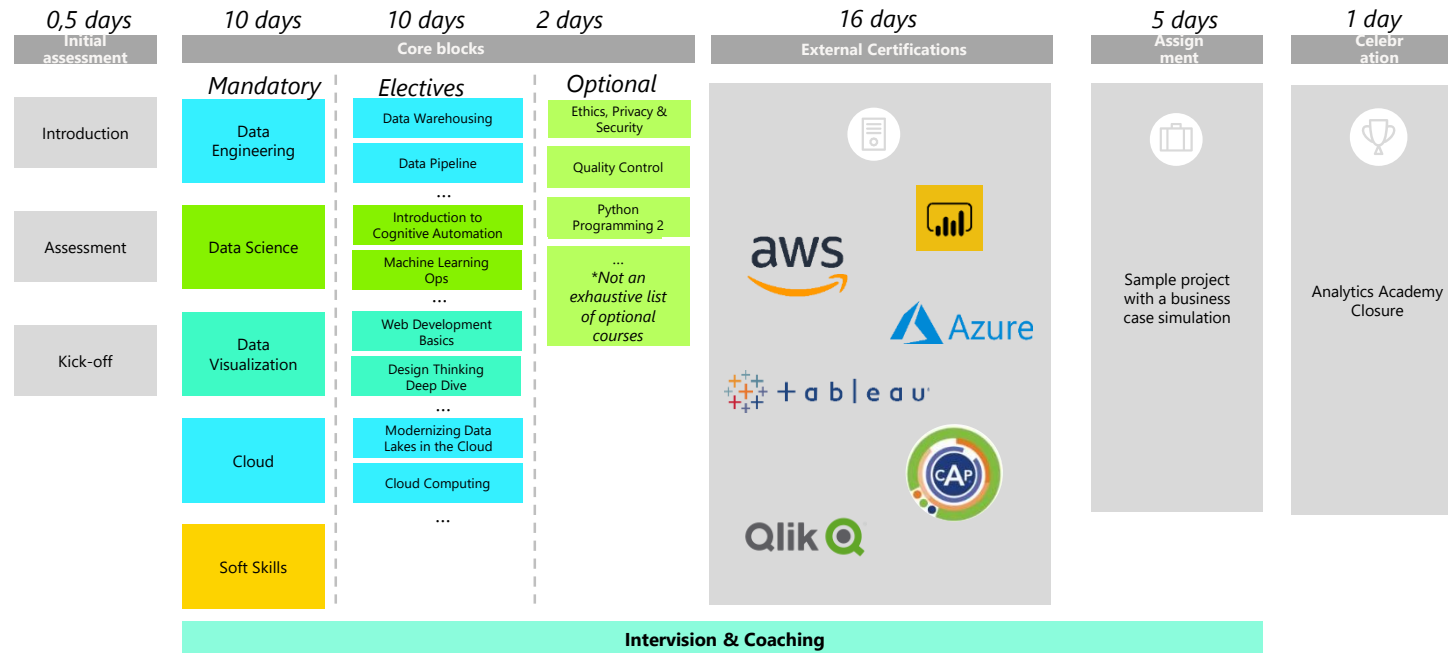 0,5 days
10 days
10 days
2 days
16 days
5 days
1 day
Initial
assessment
Core blocks
External Certifications
Assign
ment
Celebr
ation
Mandatory
Electives
Optional
Introduction
Assessment
Kick-off
Data
Engineering
Data Science
Data
Visualization
Cloud
Soft Skills
Data Warehousing
Data Pipeline
...
Introduction to
Cognitive Automation
Machine Learning
Ops
...
Web Development
Basics
Design Thinking
Deep Dive
...
Modernizing Data
Lakes in the Cloud
Cloud Computing
...
Ethics, Privacy &
Security
Quality Control
Python
Programming 2
...
*Not an
exhaustive list
of optional
courses
aws
Azure
+ableau
CAP
Qlik
Sample project
with a business
case simulation
Analytics Academy
Closure
Intervision & Coaching